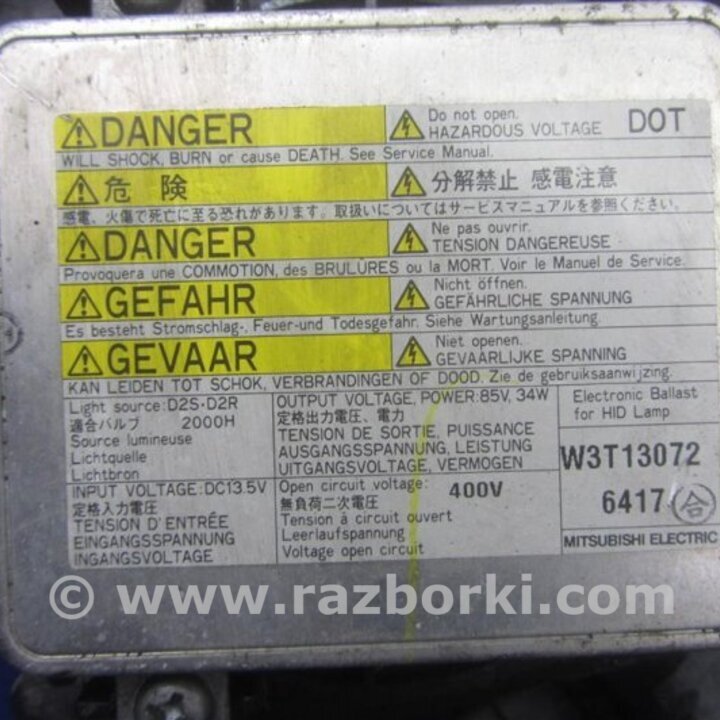 DANGER
Do not open.
HAZARDOUS VOLTAGE DOT
WILL SHOCK, BURN or cause DEATH. See Service Manual.
危険 分解禁止 感電注意
感電、火傷で死亡に至る恐れがあります。取扱いについてはサービスマニュアルを参照ください。
DANGER
Ne pas ouvrir.
TENSION DANGEREUSE
Provoquera une COMMOTION, des BRULÛRES ou la MORT. Voir le Manuel de Service.
GEFAHR
Nicht öffnen.
GEFÄHRLICHE SPANNUNG
Es besteht Stromschlag-, Feuer-und Todesgefahr. Siehe Wartungsanleitung.
GEVAAR
Niet openen.
GEVAARLIJKE SPANNING
KAN LEIDEN TOT SCHOK, VERBRANDINGEN OF DOOD. Zie de gebruiksaanwijzing.
Light source:D2S·D2R
適合バルブ 2000H
Source lumineuse
Lichtquelle
Lichtbron
OUTPUT VOLTAGE, POWER:85V, 34W
定格出力電圧、電力
TENSION DE SORTIE, PUISSANCE
AUSGANGSSPANNUNG, LEISTUNG
UITGANGSVOLTAGE, VERMOGEN
Electronic Ballast
for HID Lamp
W3T13072
6417 合
MITSUBISHI ELECTRIC
INPUT VOLTAGE:DC13.5V
定格入力電圧
TENSION D'ENTRÉE
EINGANGSSPANNUNG
INGANGSVOLTAGE
Open circuit voltage: 400V
無負荷二次電圧
Tension à circuit ouvert
Leerlaufspannung
Voltage open circuit
© www.razborki.com